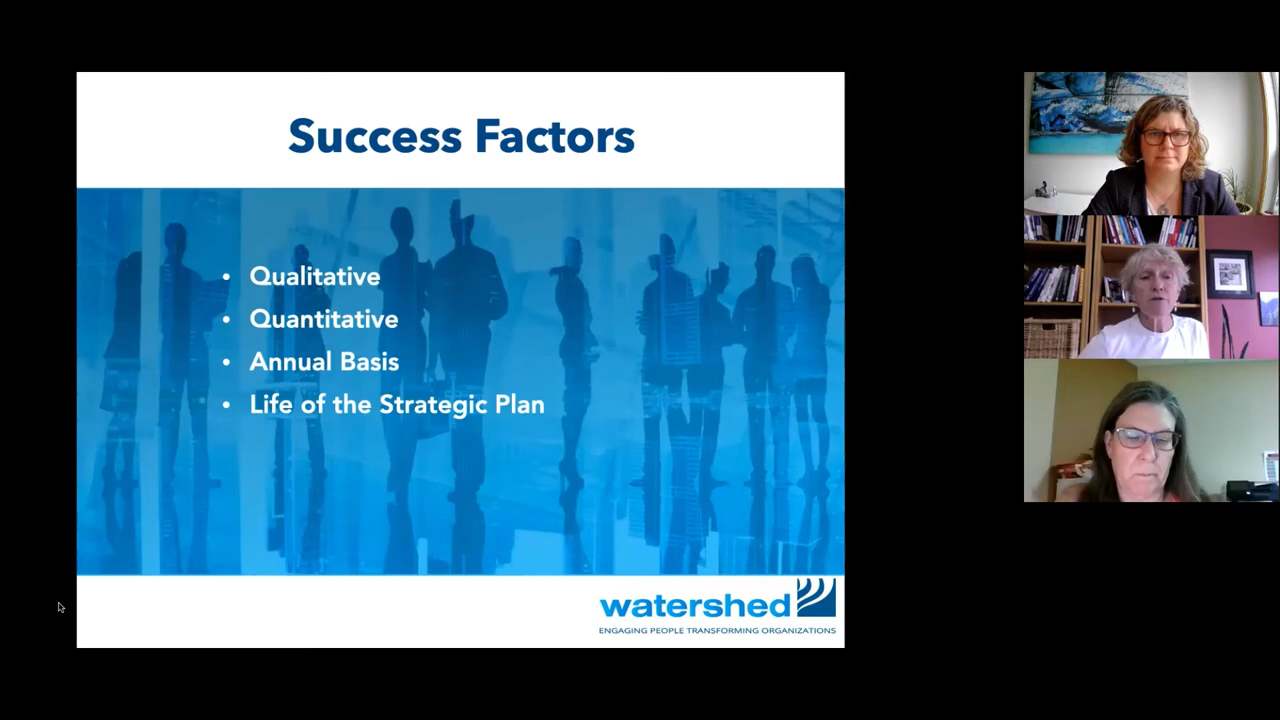 Success Factors
• Qualitative
• Quantitative
• Annual Basis
• Life of the Strategic Plan
watershed
ENGAGING PEOPLE TRANSFORMING ORGANIZATIONS